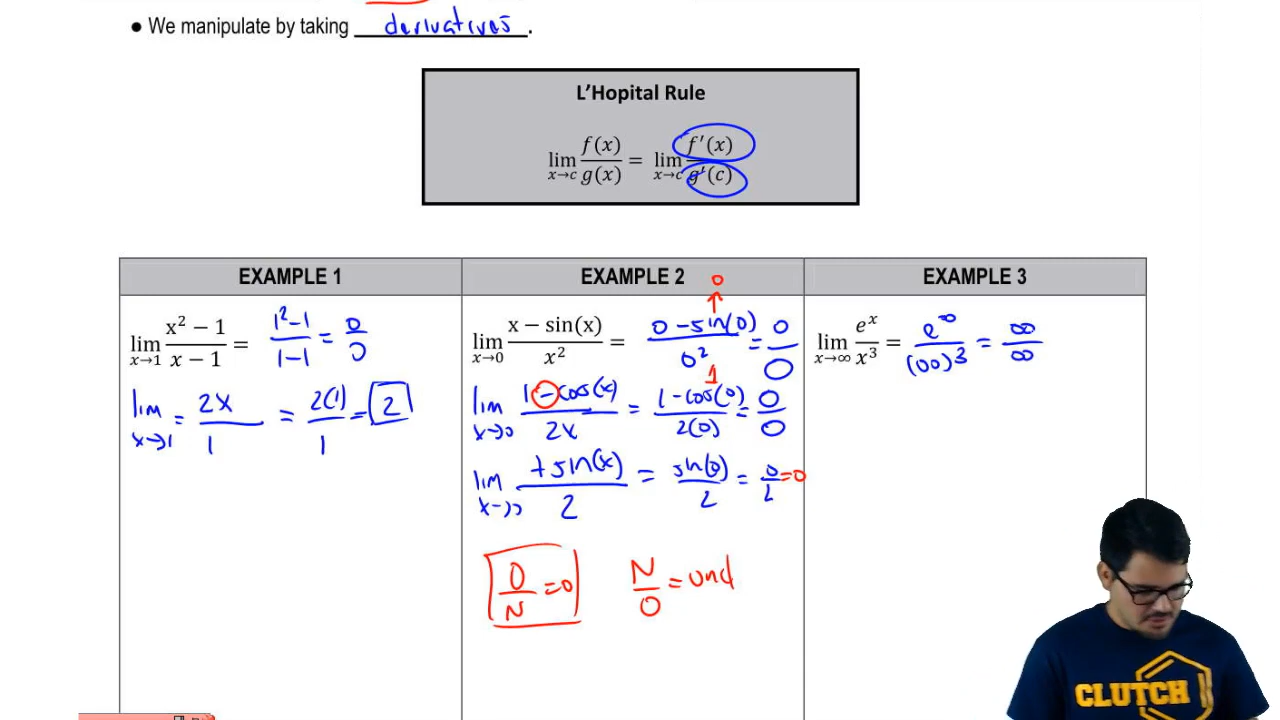 ● We manipulate by taking derivatives.
L'Hopital Rule
lim x→c f(x)/g(x) = lim x→c f'(x)/g'(c)
EXAMPLE 1
lim x→1 (x² − 1)/(x − 1) = (1²−1)/(1−1) = 0/0
lim x→1 = 2x/1 = 2(1)/1 = 2
EXAMPLE 2
0
lim x→0 (x − sin(x))/x² = (0 − sin(0))/0² = 0/0
1
lim x→0 (1 − cos(x))/2x = (1 − cos(0))/2(0) = 0/0
lim x→0 +sin(x)/2 = sin(0)/2 = 0/2 = 0
0/N = 0 N/0 = und
EXAMPLE 3
lim x→∞ eˣ/x³ = e^∞/(∞)³ = ∞/∞
CLUTCH